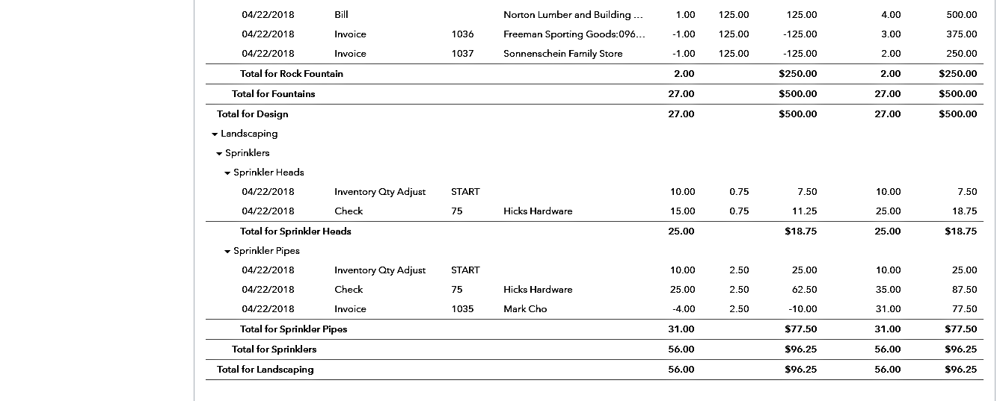 04/22/2018 Bill Norton Lumber and Building ... 1.00 125.00 125.00 4.00 500.00
04/22/2018 Invoice 1036 Freeman Sporting Goods:096... -1.00 125.00 -125.00 3.00 375.00
04/22/2018 Invoice 1037 Sonnenschein Family Store -1.00 125.00 -125.00 2.00 250.00
Total for Rock Fountain 2.00 $250.00 2.00 $250.00
Total for Fountains 27.00 $500.00 27.00 $500.00
Total for Design 27.00 $500.00 27.00 $500.00
Landscaping
Sprinklers
Sprinkler Heads
04/22/2018 Inventory Qty Adjust START 10.00 0.75 7.50 10.00 7.50
04/22/2018 Check 75 Hicks Hardware 15.00 0.75 11.25 25.00 18.75
Total for Sprinkler Heads 25.00 $18.75 25.00 $18.75
Sprinkler Pipes
04/22/2018 Inventory Qty Adjust START 10.00 2.50 25.00 10.00 25.00
04/22/2018 Check 75 Hicks Hardware 25.00 2.50 62.50 35.00 87.50
04/22/2018 Invoice 1035 Mark Cho -4.00 2.50 -10.00 31.00 77.50
Total for Sprinkler Pipes 31.00 $77.50 31.00 $77.50
Total for Sprinklers 56.00 $96.25 56.00 $96.25
Total for Landscaping 56.00 $96.25 56.00 $96.25